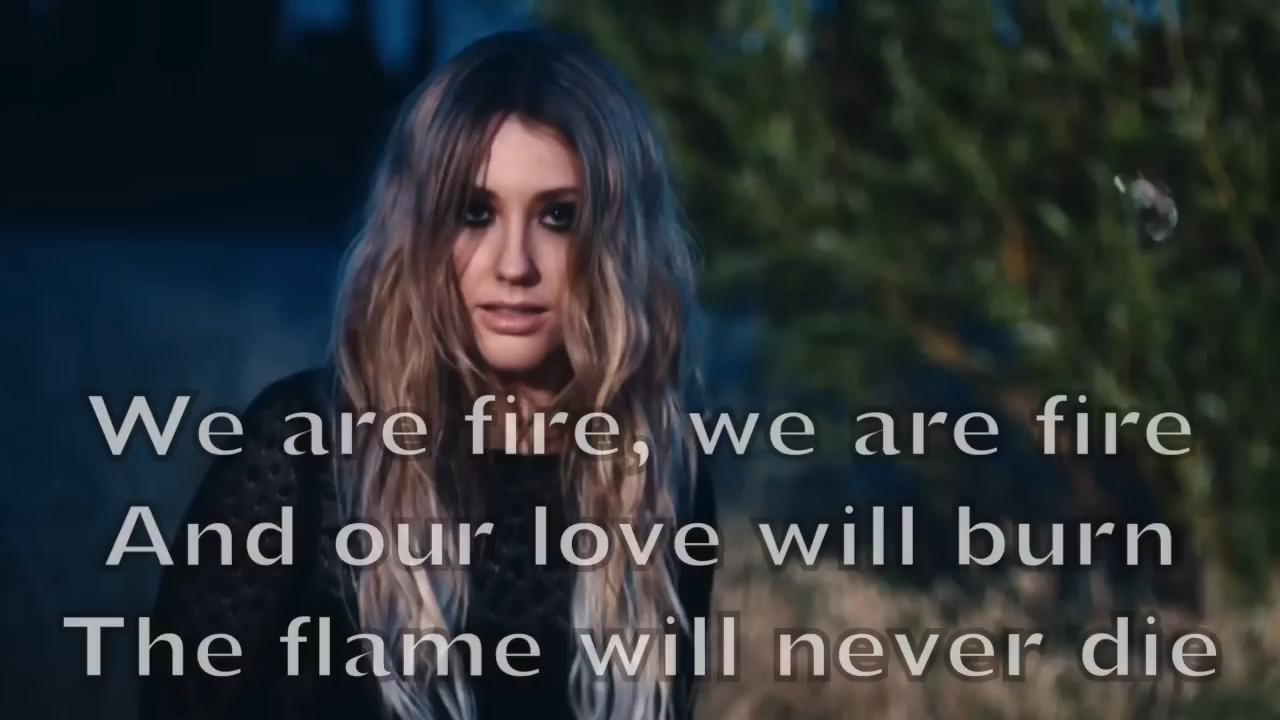 We are fire, we are fire
And our love will burn
The flame will never die